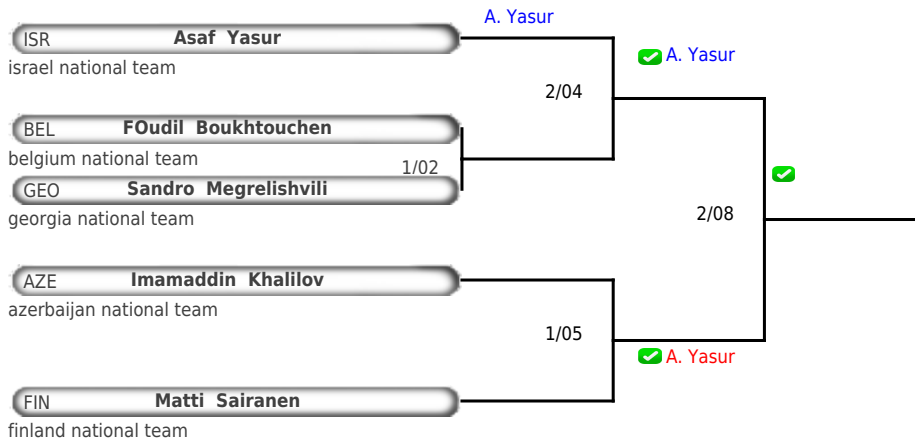 A. Yasur
ISR Asaf Yasur
israel national team
A. Yasur
2/04
BEL FOudil Boukhtouchen
belgium national team
1/02
GEO Sandro Megrelishvili
georgia national team
2/08
AZE Imamaddin Khalilov
azerbaijan national team
1/05
A. Yasur
FIN Matti Sairanen
finland national team